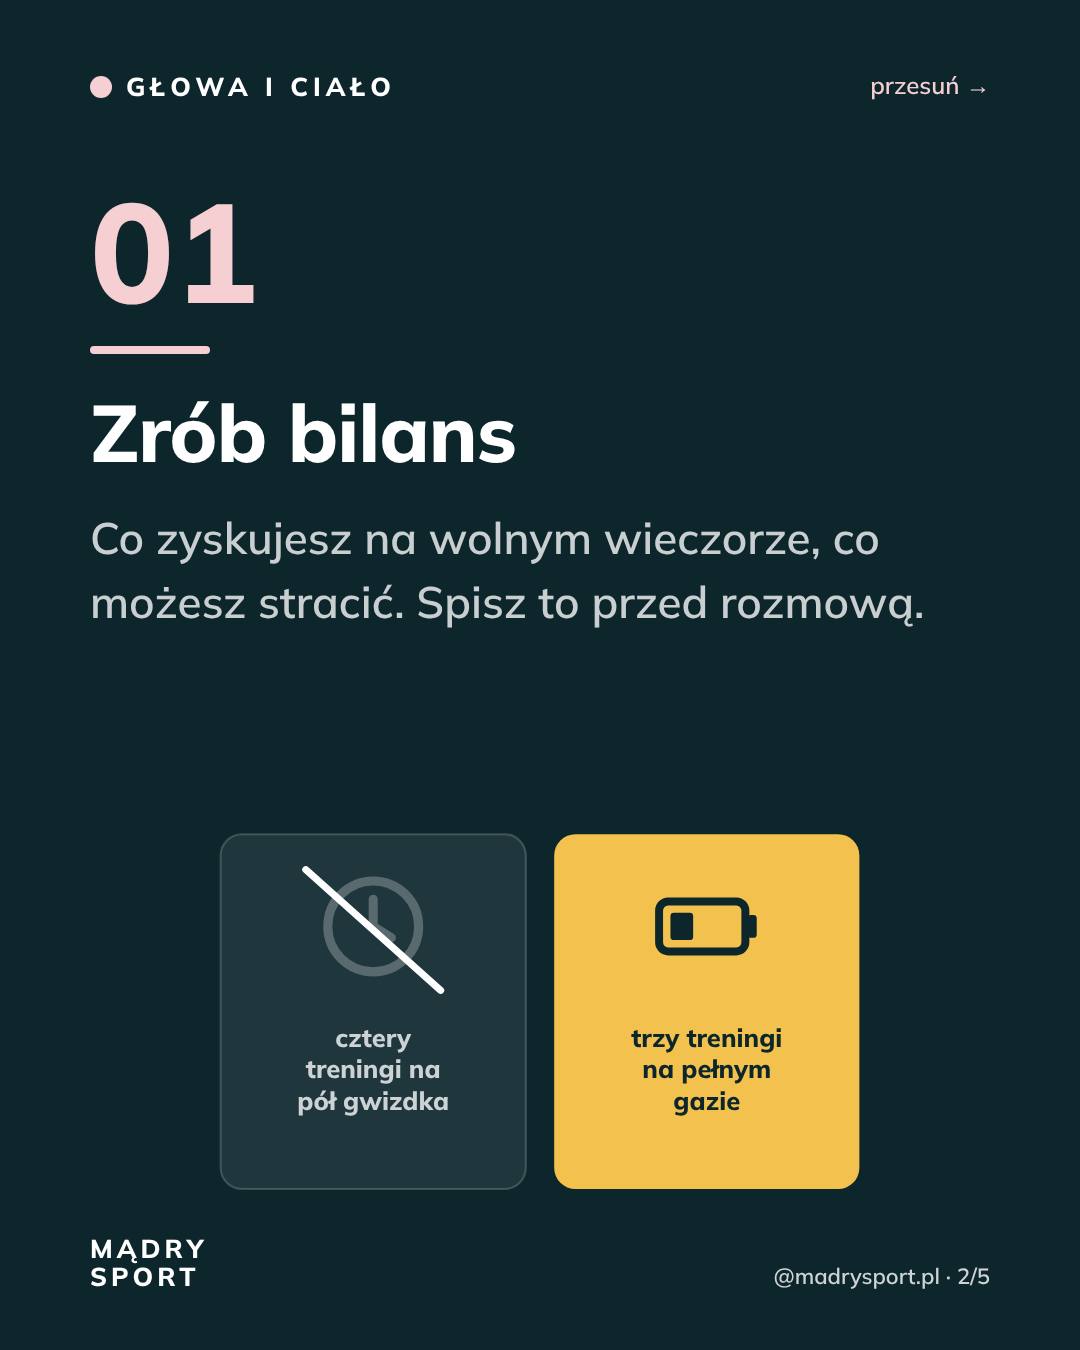 GŁOWA I CIAŁO
przesuń →
01
Zrób bilans
Co zyskujesz na wolnym wieczorze, co
możesz stracić. Spisz to przed rozmową.
cztery
treningi na
pół gwizdka
trzy treningi
na pełnym
gazie
MĄDRY
SPORT
@madrysport.pl · 2/5